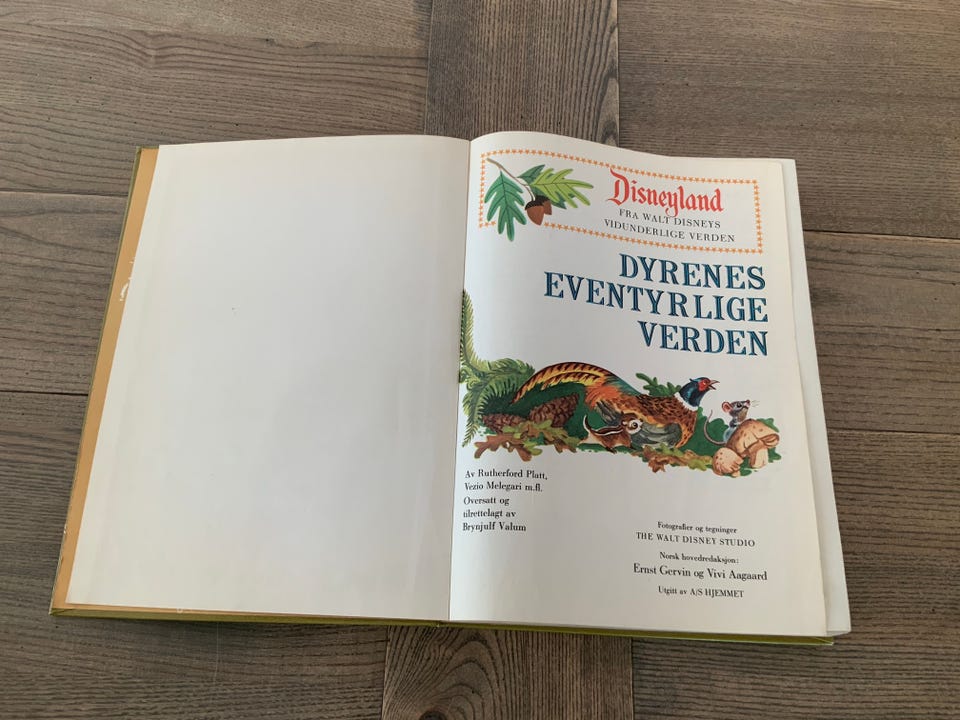 Disneyland
FRA WALT DISNEYS
VIDUNDERLIGE VERDEN
DYRENES
EVENTYRLIGE
VERDEN
Av Rutherford Platt,
Vezio Melegari m.fl.
Oversatt og
tilrettelagt av
Brynjulf Valum
Fotografier og tegninger
THE WALT DISNEY STUDIO
Norsk hovedredaksjon:
Ernst Gervin og Vivi Aagaard
Utgitt av A/S HJEMMET